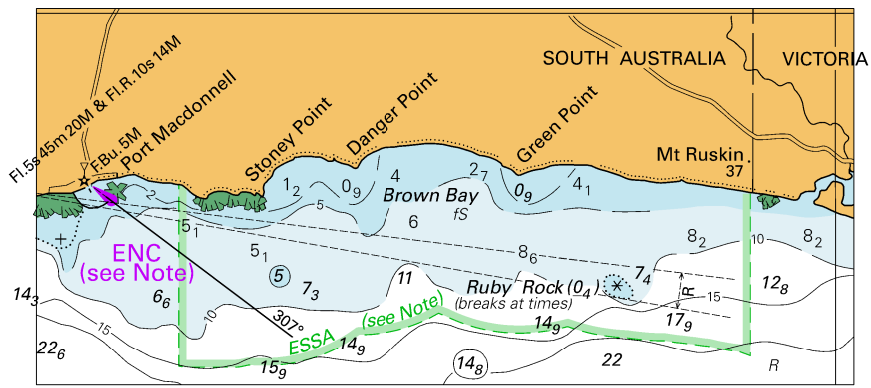 SOUTH AUSTRALIA
VICTORIA
Fl.5s 45m 20M & Fl.R.10s 14M
F.Bu.5M
Port Macdonnell
Stoney Point
Danger Point
Green Point
Mt Ruskin
37
1₂
0₉
4
2₇
0₉
4₁
2
5
Brown Bay
fS
5₁
6
ENC
(see Note)
5₁
8₆
8₂
10
8₂
5
7₃
11
Ruby Rock (0₄)
(breaks at times)
7₄
R
15
12₈
14₃
6₆
10
307°
15
ESSA (see Note)
14₉
14₉
17₉
22₆
15₉
14₈
22
R